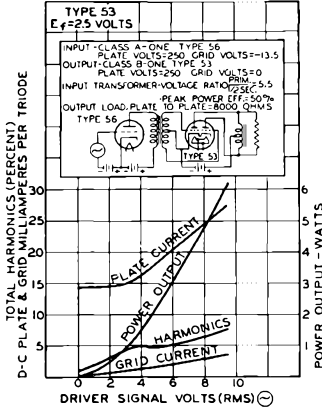 TYPE 53
Ef=2.5 VOLTS
INPUT-CLASS A-ONE TYPE 56
PLATE VOLTS=250 GRID VOLTS=-13.5
OUTPUT-CLASS B-ONE TYPE 53
PLATE VOLTS=250 GRID VOLTS=0
INPUT TRANSFORMER-VOLTAGE RATIO PRIM./½SEC. = 5.5
PEAK POWER EFF.=50%
OUTPUT LOAD, PLATE TO PLATE=8000 OHMS
TYPE 56
TYPE 53
TOTAL HARMONICS (PERCENT)
D-C PLATE & GRID MILLIAMPERES PER TRIODE
30
25
20
15
10
5
PLATE CURRENT
POWER OUTPUT
HARMONICS
GRID CURRENT
6
5
4
3
2
1
POWER OUTPUT-WATTS
0 2 4 6 8 10
DRIVER SIGNAL VOLTS (RMS)